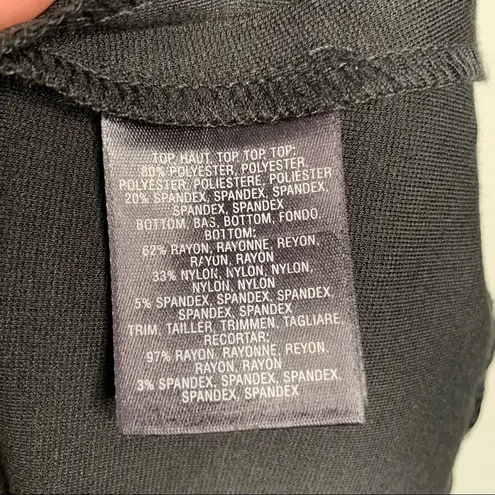 TOP, HAUT, TOP, TOP, TOP:
80% POLYESTER, POLYESTER,
POLYESTER, POLIESTERE, POLIESTER
20% SPANDEX, SPANDEX, SPANDEX,
SPANDEX, SPANDEX
BOTTOM, BAS, BOTTOM, FONDO,
BOTTOM:
62% RAYON, RAYONNE, REYON,
RAYUN, RAYON
33% NYLON, NYLON, NYLON,
NYLON, NYLON
5% SPANDEX, SPANDEX, SPANDEX,
SPANDEX, SPANDEX
TRIM, TAILLER, TRIMMEN, TAGLIARE,
RECORTAR:
97% RAYON, RAYONNE, REYON,
RAYON, RAYON
3% SPANDEX, SPANDEX, SPANDEX,
SPANDEX, SPANDEX